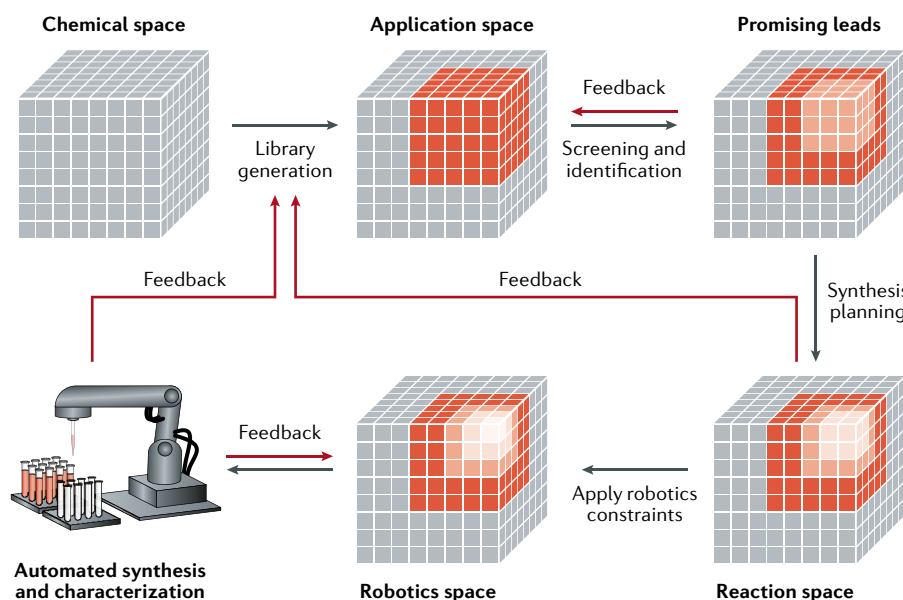 Chemical space
Application space
Promising leads
Library
generation
Feedback
Screening and
identification
Feedback
Feedback
Synthesis
planning
Feedback
Apply robotics
constraints
Automated synthesis
and characterization
Robotics space
Reaction space